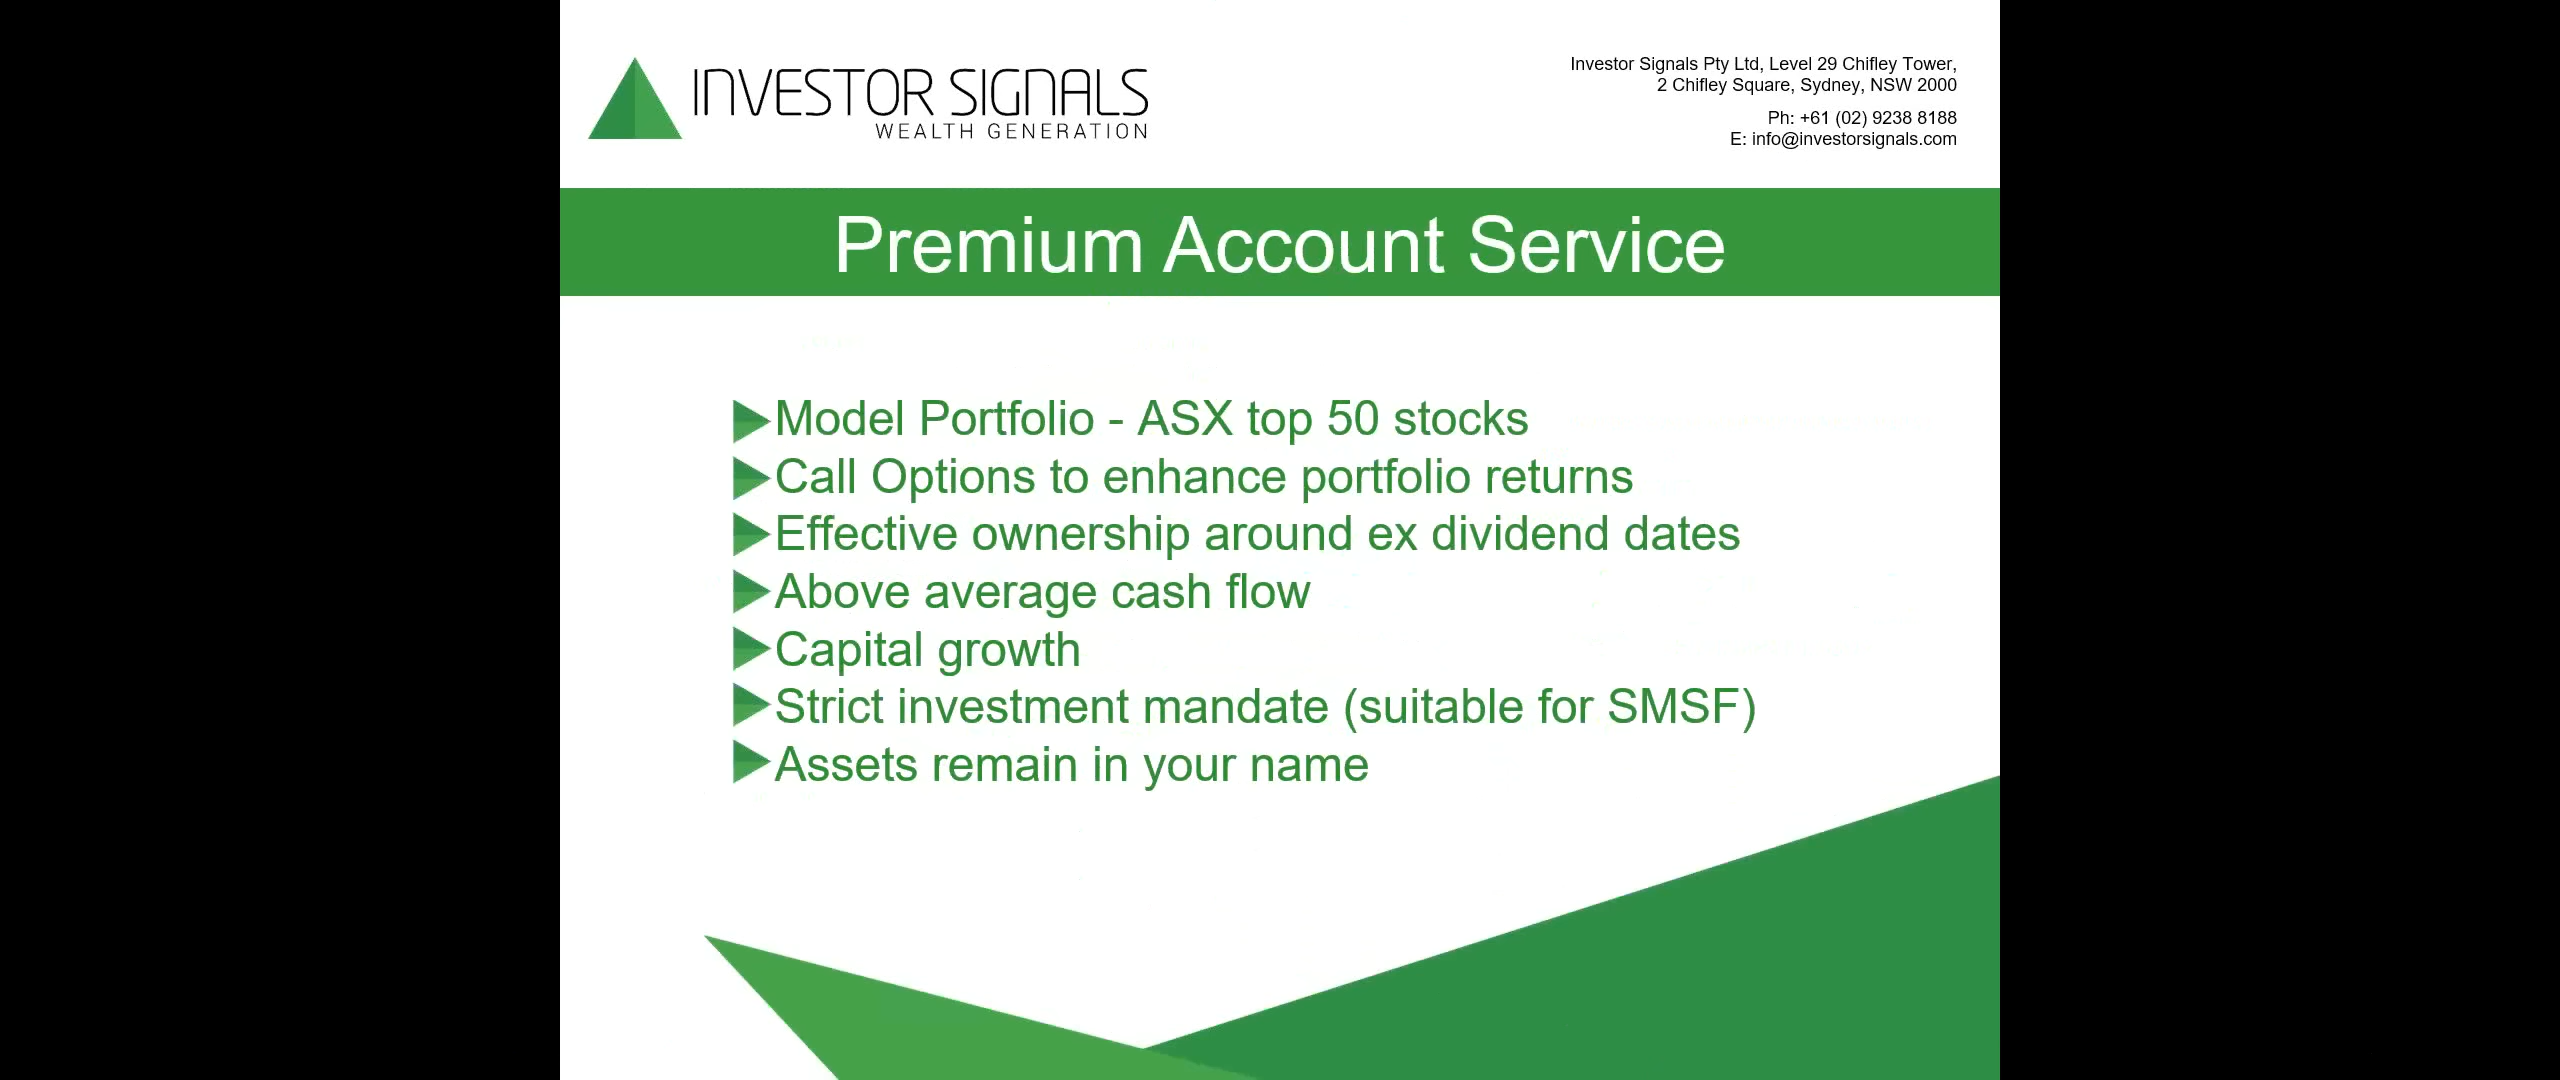 INVESTOR SIGNALS
WEALTH GENERATION
Investor Signals Pty Ltd, Level 29 Chifley Tower,
2 Chifley Square, Sydney, NSW 2000
Ph: +61 (02) 9238 8188
E: info@investorsignals.com
Premium Account Service
Model Portfolio - ASX top 50 stocks
Call Options to enhance portfolio returns
Effective ownership around ex dividend dates
Above average cash flow
Capital growth
Strict investment mandate (suitable for SMSF)
Assets remain in your name